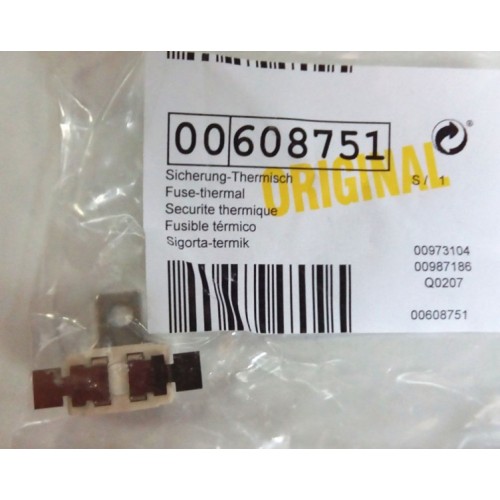 00608751
ORIGINAL
Sicherung-Thermisch
S / 1
Fuse-thermal
Securite thermique
Fusible térmico
Sigorta-termik
00973104
00987186
Q0207
00608751
®